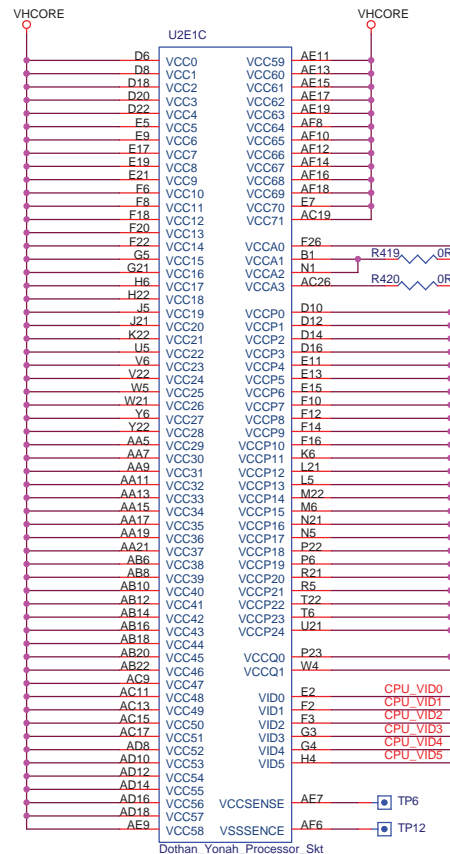 VHCORE VHCORE
U2E1C
D6 VCC0 VCC59 AE11
D8 VCC1 VCC60 AE13
D18 VCC2 VCC61 AE15
D20 VCC3 VCC62 AE17
D22 VCC4 VCC63 AE19
E5 VCC5 VCC64 AF8
E9 VCC6 VCC65 AF10
E17 VCC7 VCC66 AF12
E19 VCC8 VCC67 AF14
E21 VCC9 VCC68 AF16
F6 VCC10 VCC69 AF18
F8 VCC11 VCC70 E7
F18 VCC12 VCC71 AC19
F20 VCC13
F22 VCC14 VCCA0 F26 R419 0R
G5 VCC15 VCCA1 B1
G21 VCC16 VCCA2 N1
H6 VCC17 VCCA3 AC26 R420 0R
H22 VCC18
J5 VCC19 VCCP0 D10
J21 VCC20 VCCP1 D12
K22 VCC21 VCCP2 D14
U5 VCC22 VCCP3 D16
V6 VCC23 VCCP4 E11
V22 VCC24 VCCP5 E13
W5 VCC25 VCCP6 E15
W21 VCC26 VCCP7 F10
Y6 VCC27 VCCP8 F12
Y22 VCC28 VCCP9 F14
AA5 VCC29 VCCP10 F16
AA7 VCC30 VCCP11 K6
AA9 VCC31 VCCP12 L21
AA11 VCC32 VCCP13 L5
AA13 VCC33 VCCP14 M22
AA15 VCC34 VCCP15 M6
AA17 VCC35 VCCP16 N21
AA19 VCC36 VCCP17 N5
AA21 VCC37 VCCP18 P22
AB6 VCC38 VCCP19 P6
AB8 VCC39 VCCP20 R21
AB10 VCC40 VCCP21 R5
AB12 VCC41 VCCP22 T22
AB14 VCC42 VCCP23 T6
AB16 VCC43 VCCP24 U21
AB18 VCC44
AB20 VCC45 VCCQ0 P23
AB22 VCC46 VCCQ1 W4
AC9 VCC47
AC11 VCC48 VID0 E2 CPU_VID0
AC13 VCC49 VID1 F2 CPU_VID1
AC15 VCC50 VID2 F3 CPU_VID2
AC17 VCC51 VID3 G3 CPU_VID3
AD8 VCC52 VID4 G4 CPU_VID4
AD10 VCC53 VID5 H4 CPU_VID5
AD12 VCC54
AD14 VCC55
AD16 VCC56 VCCSENSE AE7 TP6
AD18 VCC57
AE9 VCC58 VSSSENCE AF6 TP12
Dothan_Yonah_Processor_Skt